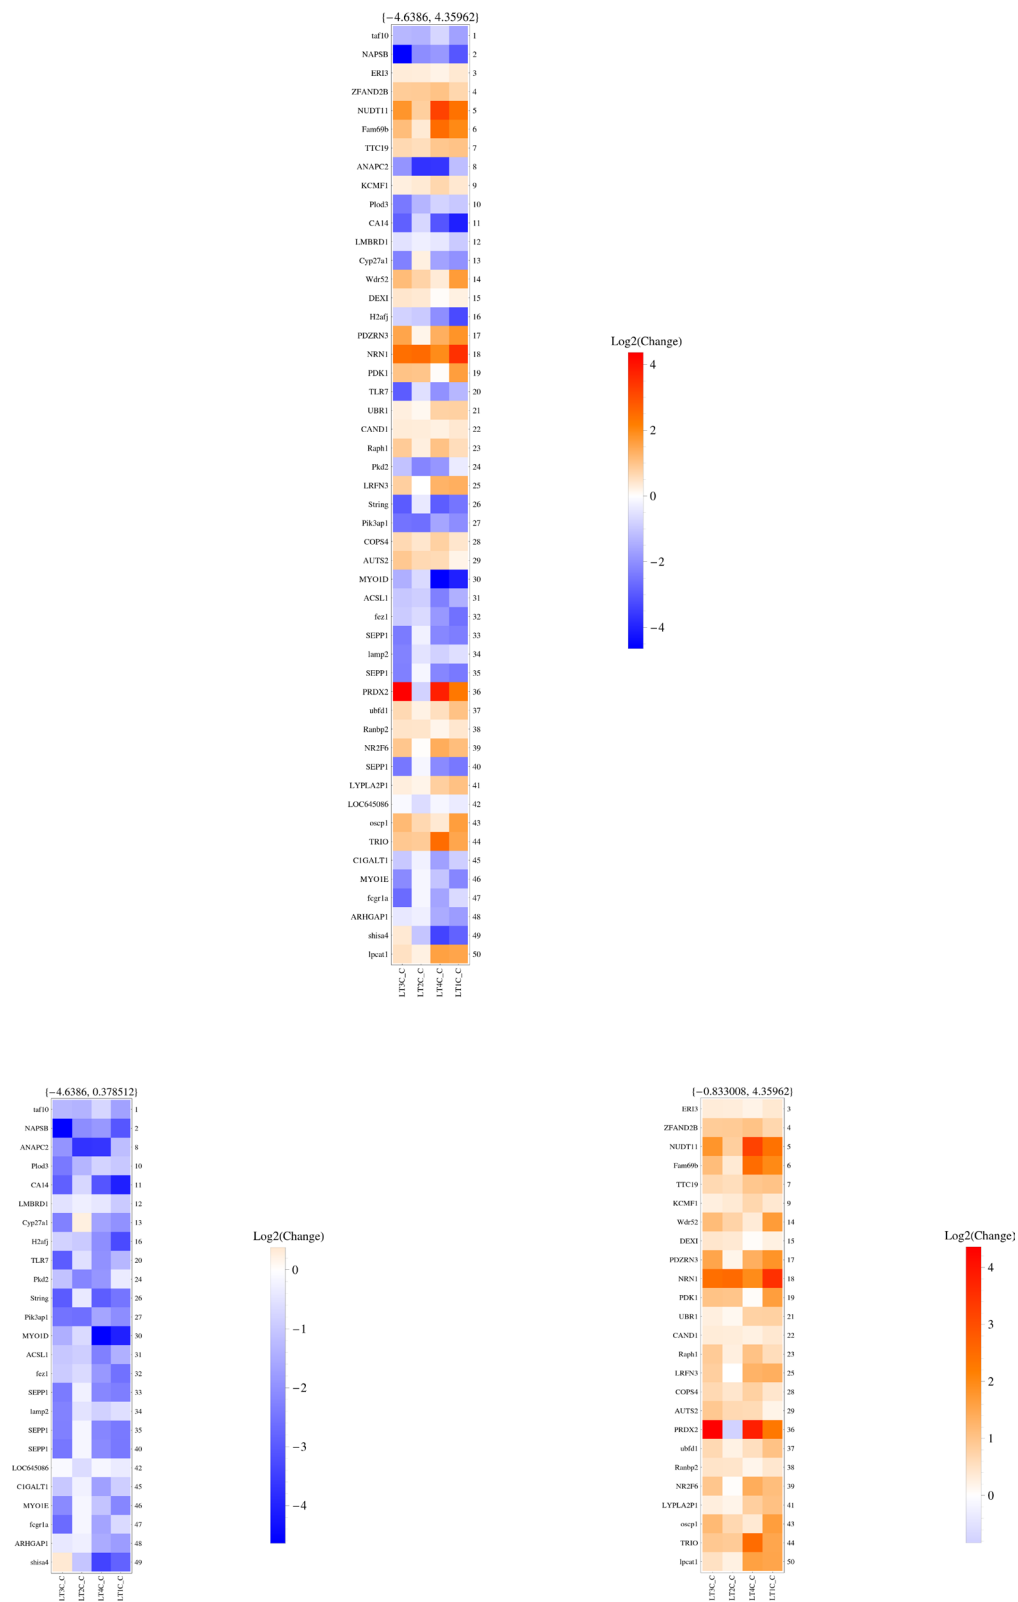 {−4.6386, 4.35962}
taf10 1
NAPSB 2
ERI3 3
ZFAND2B 4
NUDT11 5
Fam69b 6
TTC19 7
ANAPC2 8
KCMF1 9
Plod3 10
CA14 11
LMBRD1 12
Cyp27a1 13
Wdr52 14
DEXI 15
H2afj 16
PDZRN3 17
NRN1 18
PDK1 19
TLR7 20
UBR1 21
CAND1 22
Raph1 23
Pkd2 24
LRFN3 25
String 26
Pik3ap1 27
COPS4 28
AUTS2 29
MYO1D 30
ACSL1 31
fez1 32
SEPP1 33
lamp2 34
SEPP1 35
PRDX2 36
ubfd1 37
Ranbp2 38
NR2F6 39
SEPP1 40
LYPLA2P1 41
LOC645086 42
oscp1 43
TRIO 44
C1GALT1 45
MYO1E 46
fcgr1a 47
ARHGAP1 48
shisa4 49
lpcat1 50
LT3C_C LT2C_C LT4C_C LT1C_C
Log2(Change)
4
2
0
−2
−4
{−4.6386, 0.378512}
taf10 1
NAPSB 2
ANAPC2 8
Plod3 10
CA14 11
LMBRD1 12
Cyp27a1 13
H2afj 16
TLR7 20
Pkd2 24
String 26
Pik3ap1 27
MYO1D 30
ACSL1 31
fez1 32
SEPP1 33
lamp2 34
SEPP1 35
SEPP1 40
LOC645086 42
C1GALT1 45
MYO1E 46
fcgr1a 47
ARHGAP1 48
shisa4 49
LT3C_C LT2C_C LT4C_C LT1C_C
Log2(Change)
0
−1
−2
−3
−4
{−0.833008, 4.35962}
ERI3 3
ZFAND2B 4
NUDT11 5
Fam69b 6
TTC19 7
KCMF1 9
Wdr52 14
DEXI 15
PDZRN3 17
NRN1 18
PDK1 19
UBR1 21
CAND1 22
Raph1 23
LRFN3 25
COPS4 28
AUTS2 29
PRDX2 36
ubfd1 37
Ranbp2 38
NR2F6 39
LYPLA2P1 41
oscp1 43
TRIO 44
lpcat1 50
LT3C_C LT2C_C LT4C_C LT1C_C
Log2(Change)
4
3
2
1
0